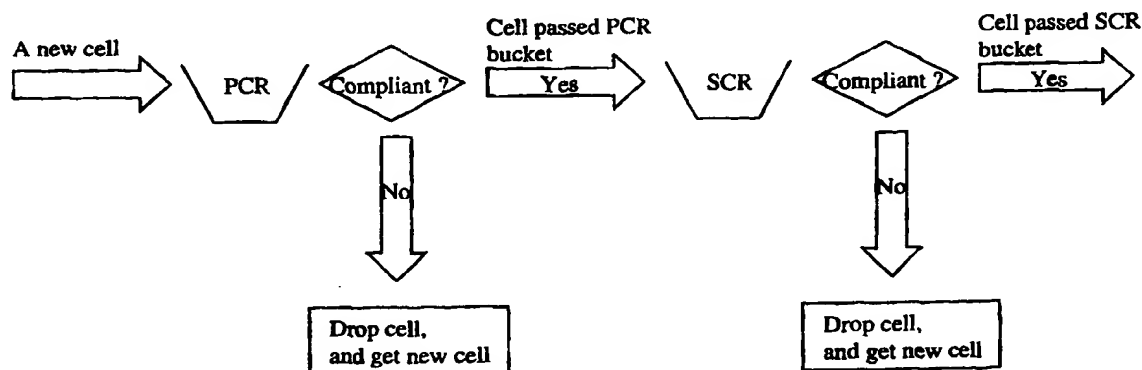 A new cell
PCR
Compliant ?
Cell passed PCR
bucket
Yes
SCR
Compliant ?
Cell passed SCR
bucket
Yes
No
No
Drop cell,
and get new cell
Drop cell,
and get new cell